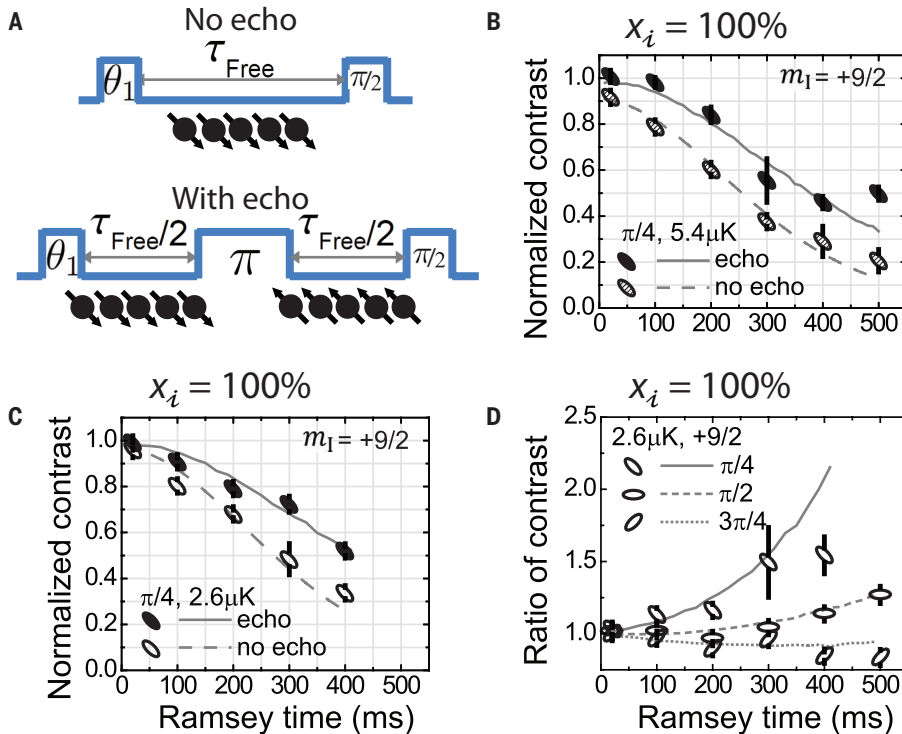 A
No echo
τ Free
θ1
π/2
With echo
τ Free/2
τ Free/2
θ1
π
π/2
B
xᵢ = 100%
Normalized contrast
1.0
0.8
0.6
0.4
0.2
0.0
mI = +9/2
π/4, 5.4μK
echo
no echo
0 100 200 300 400 500
C
xᵢ = 100%
Normalized contrast
1.0
0.8
0.6
0.4
0.2
0.0
mI = +9/2
π/4, 2.6μK
echo
no echo
0 100 200 300 400 500
Ramsey time (ms)
D
xᵢ = 100%
Ratio of contrast
2.5
2.0
1.5
1.0
2.6μK, +9/2
π/4
π/2
3π/4
0 100 200 300 400 500
Ramsey time (ms)